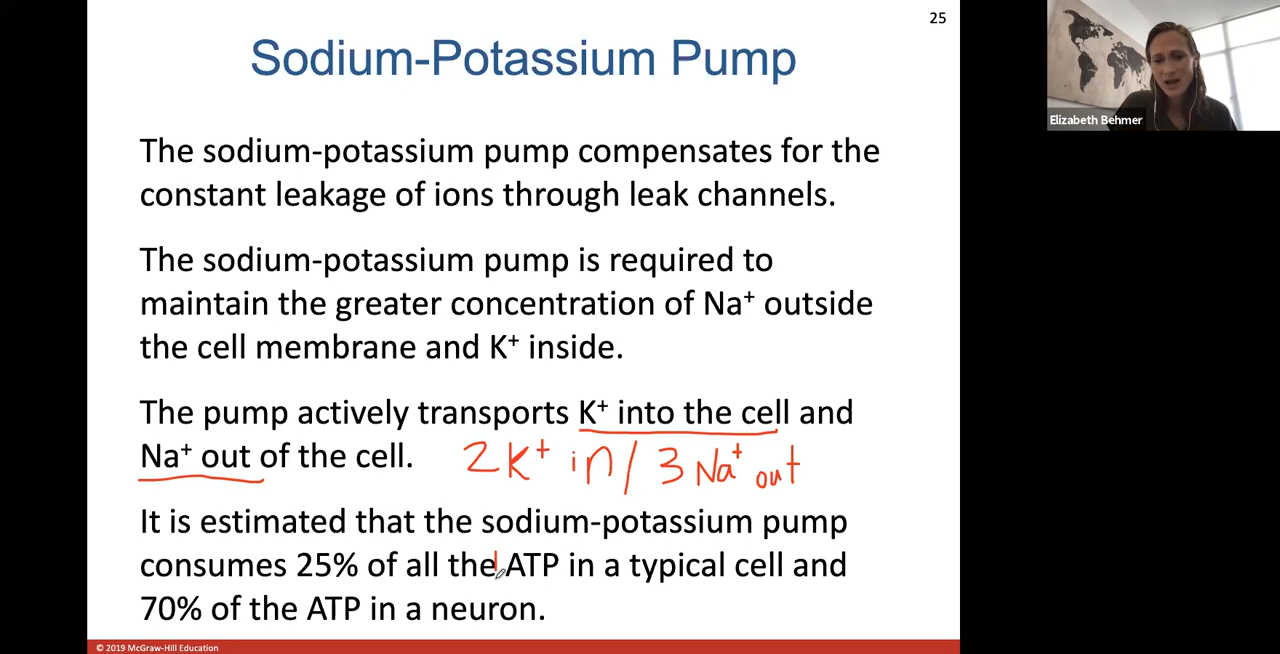 25
Sodium-Potassium Pump
Elizabeth Behmer
The sodium-potassium pump compensates for the
constant leakage of ions through leak channels.
The sodium-potassium pump is required to
maintain the greater concentration of Na⁺ outside
the cell membrane and K⁺ inside.
The pump actively transports K⁺ into the cell and
Na⁺ out of the cell. 2K⁺ in/3 Na⁺ out
It is estimated that the sodium-potassium pump
consumes 25% of all the ATP in a typical cell and
70% of the ATP in a neuron.
© 2019 McGraw-Hill Education